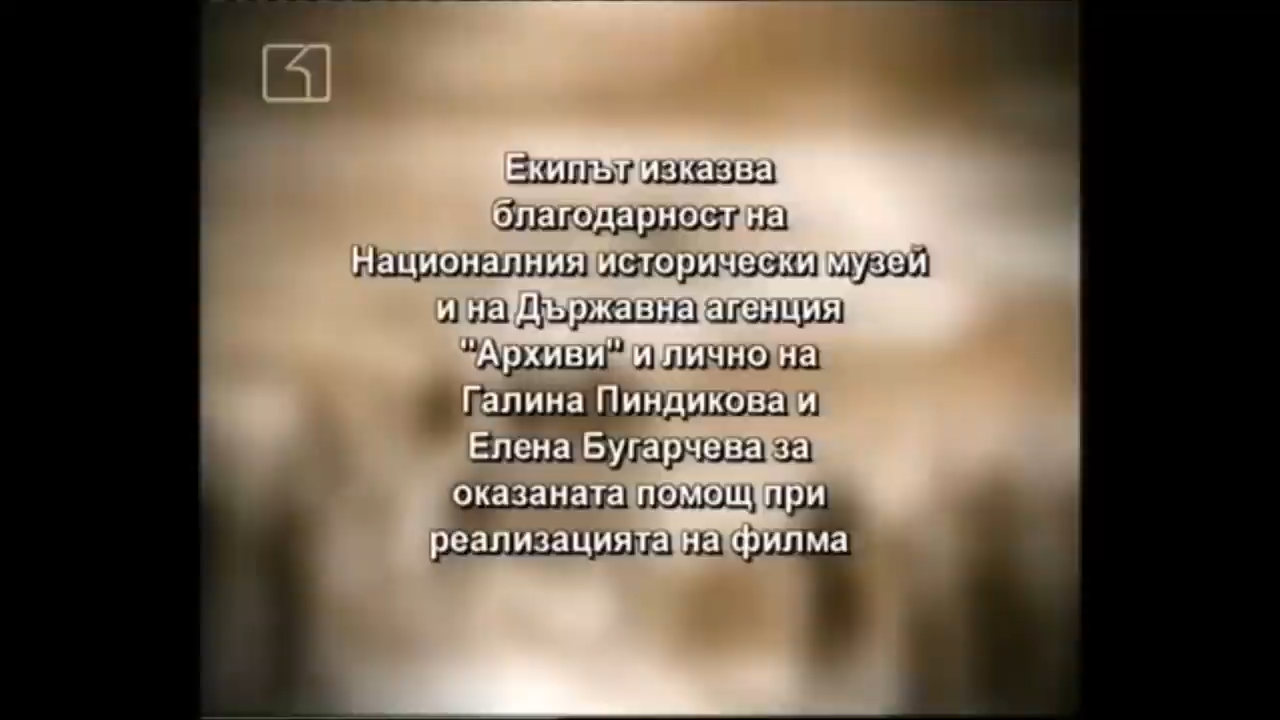 Екипът изказва
благодарност на
Националния исторически музей
и на Държавна агенция
"Архиви" и лично на
Галина Пиндикова и
Елена Бугарчева за
оказаната помощ при
реализацията на филма